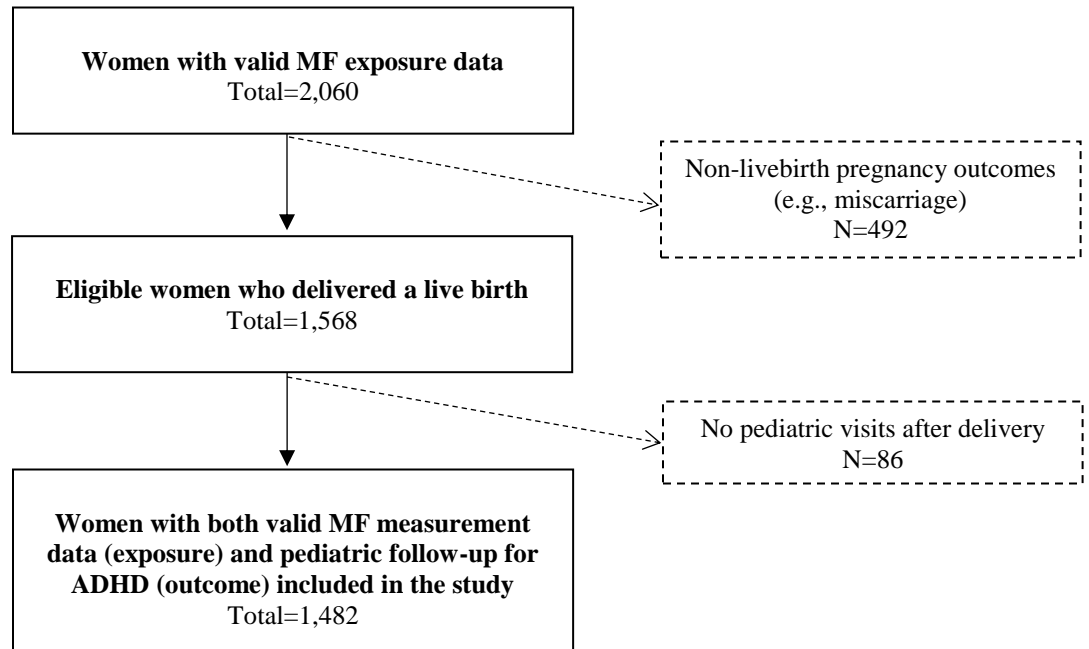 Women with valid MF exposure data
Total=2,060
Non-livebirth pregnancy outcomes
(e.g., miscarriage)
N=492
Eligible women who delivered a live birth
Total=1,568
No pediatric visits after delivery
N=86
Women with both valid MF measurement
data (exposure) and pediatric follow-up for
ADHD (outcome) included in the study
Total=1,482